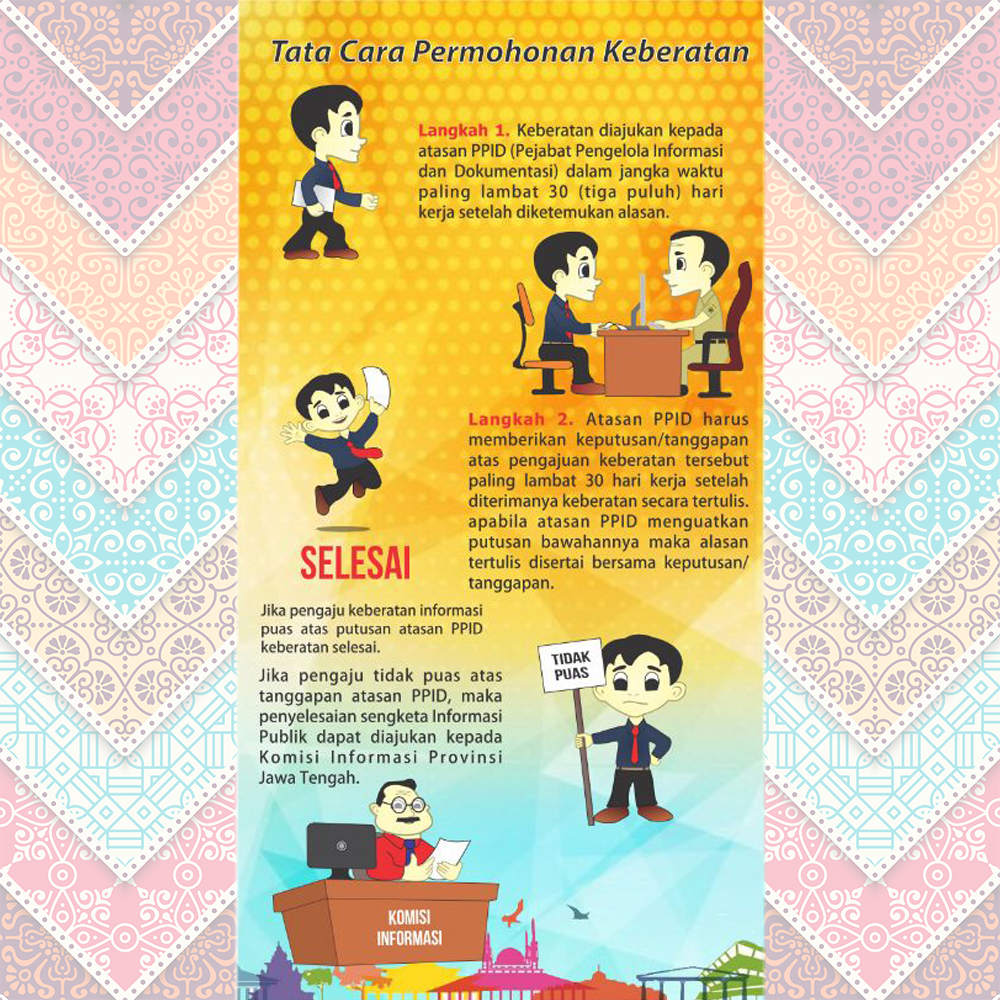 Tata Cara Permohonan Keberatan
Langkah 1. Keberatan diajukan kepada
atasan PPID (Pejabat Pengelola Informasi
dan Dokumentasi) dalam jangka waktu
paling lambat 30 (tiga puluh) hari
kerja setelah diketemukan alasan.
Langkah 2. Atasan PPID harus
memberikan keputusan/tanggapan
atas pengajuan keberatan tersebut
paling lambat 30 hari kerja setelah
diterimanya keberatan secara tertulis.
apabila atasan PPID menguatkan
putusan bawahannya maka alasan
tertulis disertai bersama keputusan/
tanggapan.
SELESAI
Jika pengaju keberatan informasi
puas atas putusan atasan PPID
keberatan selesai.
Jika pengaju tidak puas atas
tanggapan atasan PPID, maka
penyelesaian sengketa Informasi
Publik dapat diajukan kepada
Komisi Informasi Provinsi
Jawa Tengah.
TIDAK
PUAS
KOMISI
INFORMASI